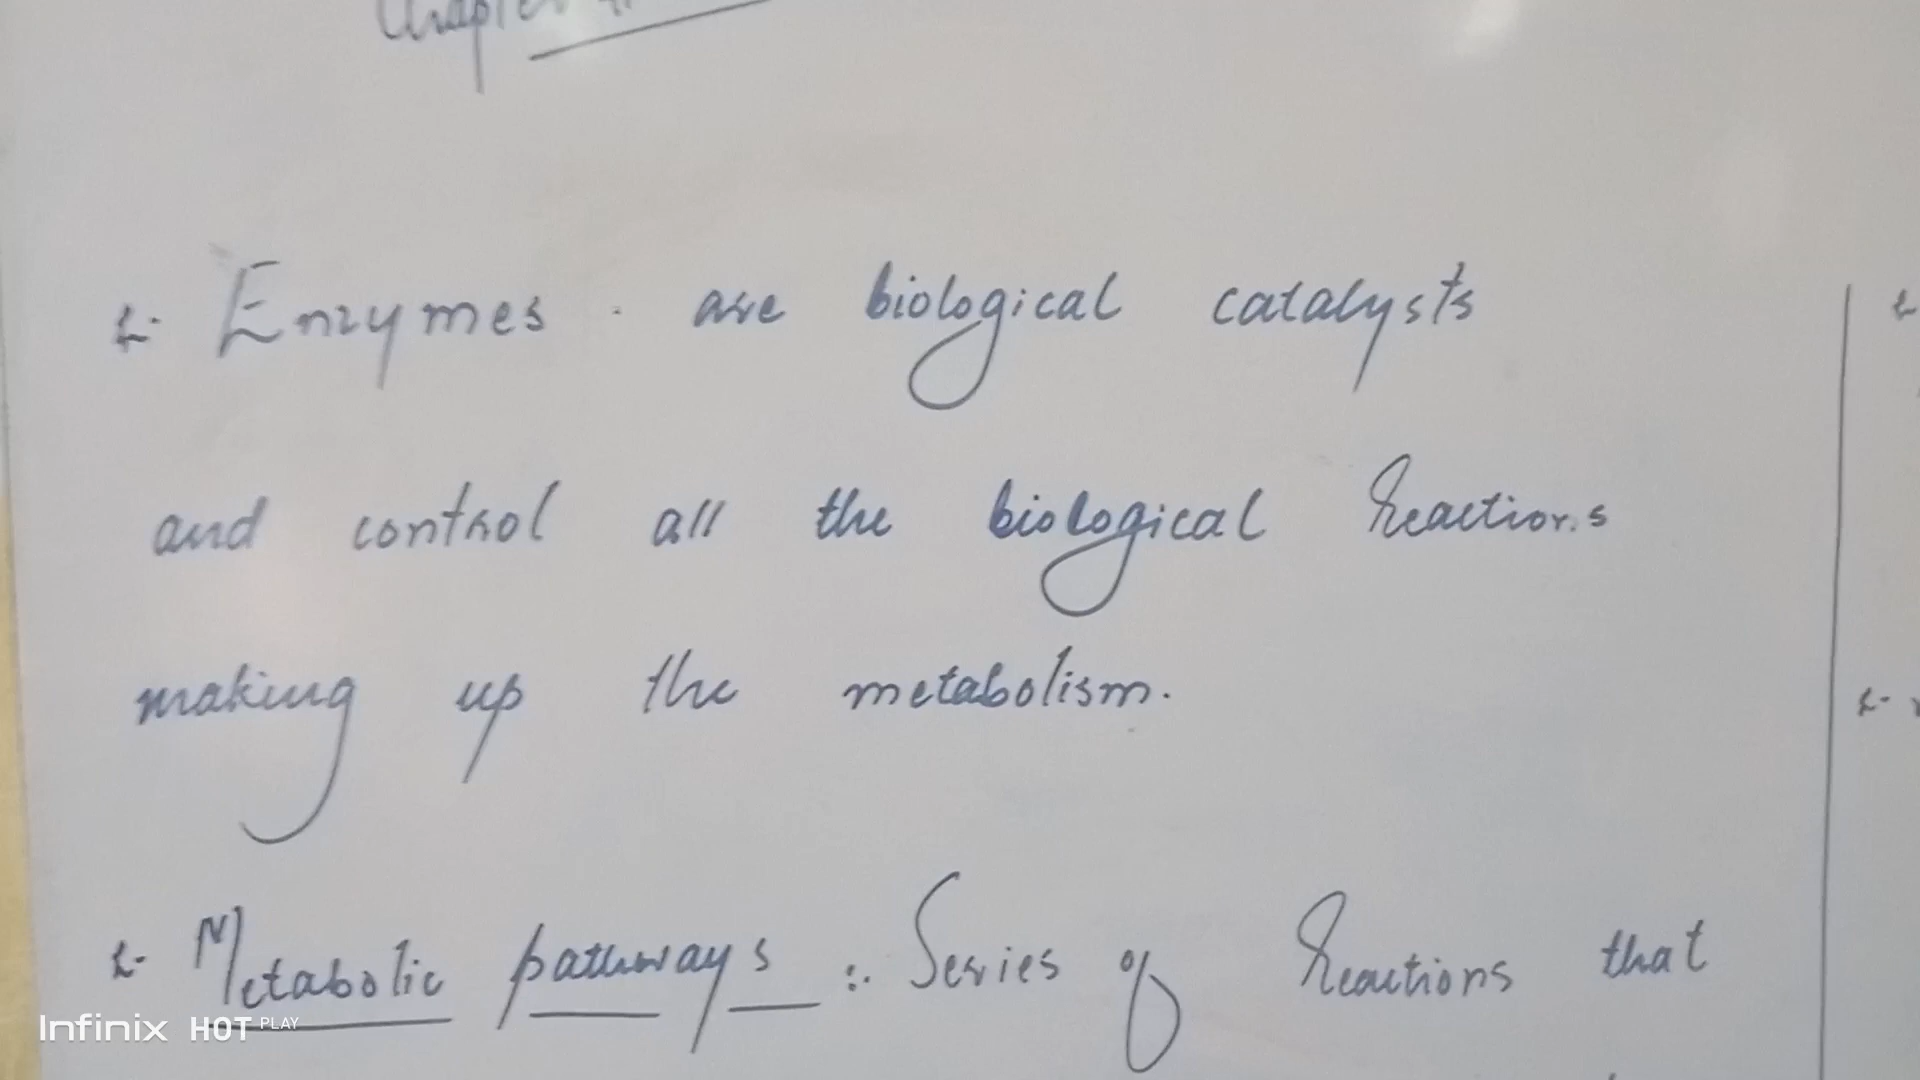 Chapter
Enzymes . are biological catalysts
and control all the biological Reactions
making up the metabolism.
Metabolic pathways :. Series of Reactions that
Infinix HOT PLAY